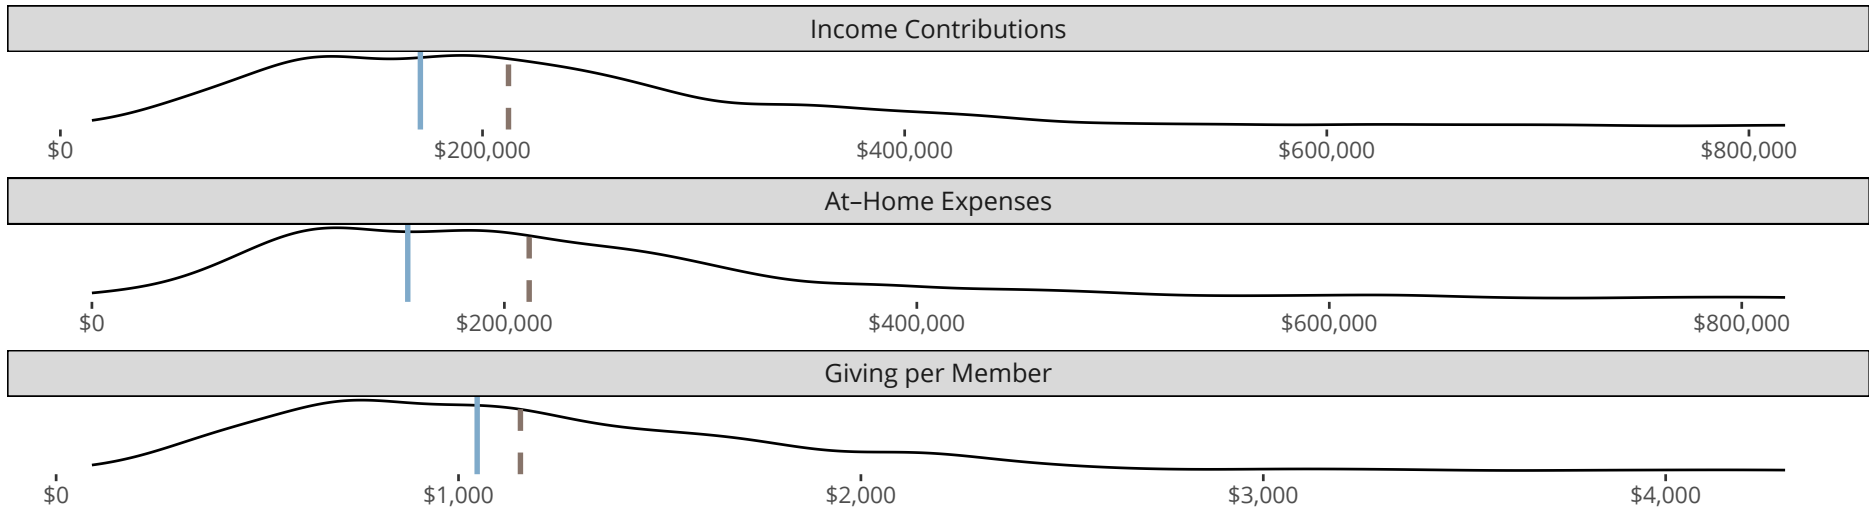 Income Contributions
$0 $200,000 $400,000 $600,000 $800,000
At–Home Expenses
$0 $200,000 $400,000 $600,000 $800,000
Giving per Member
$0 $1,000 $2,000 $3,000 $4,000